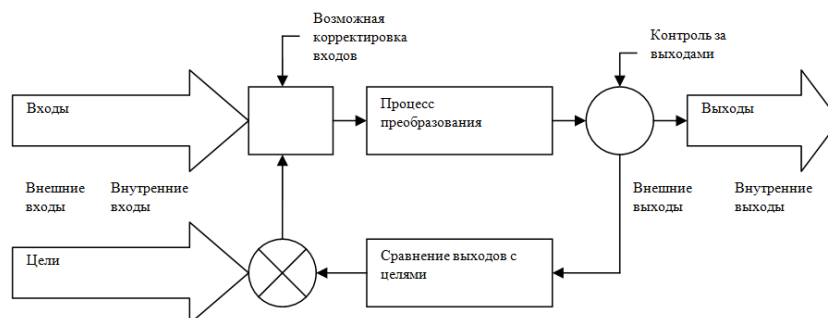 Возможная
корректировка
входов
Контроль за
выходами
Входы
Процесс
преобразования
Выходы
Внешние
входы
Внутренние
входы
Внешние
выходы
Внутренние
выходы
Цели
Сравнение выходов с
целями